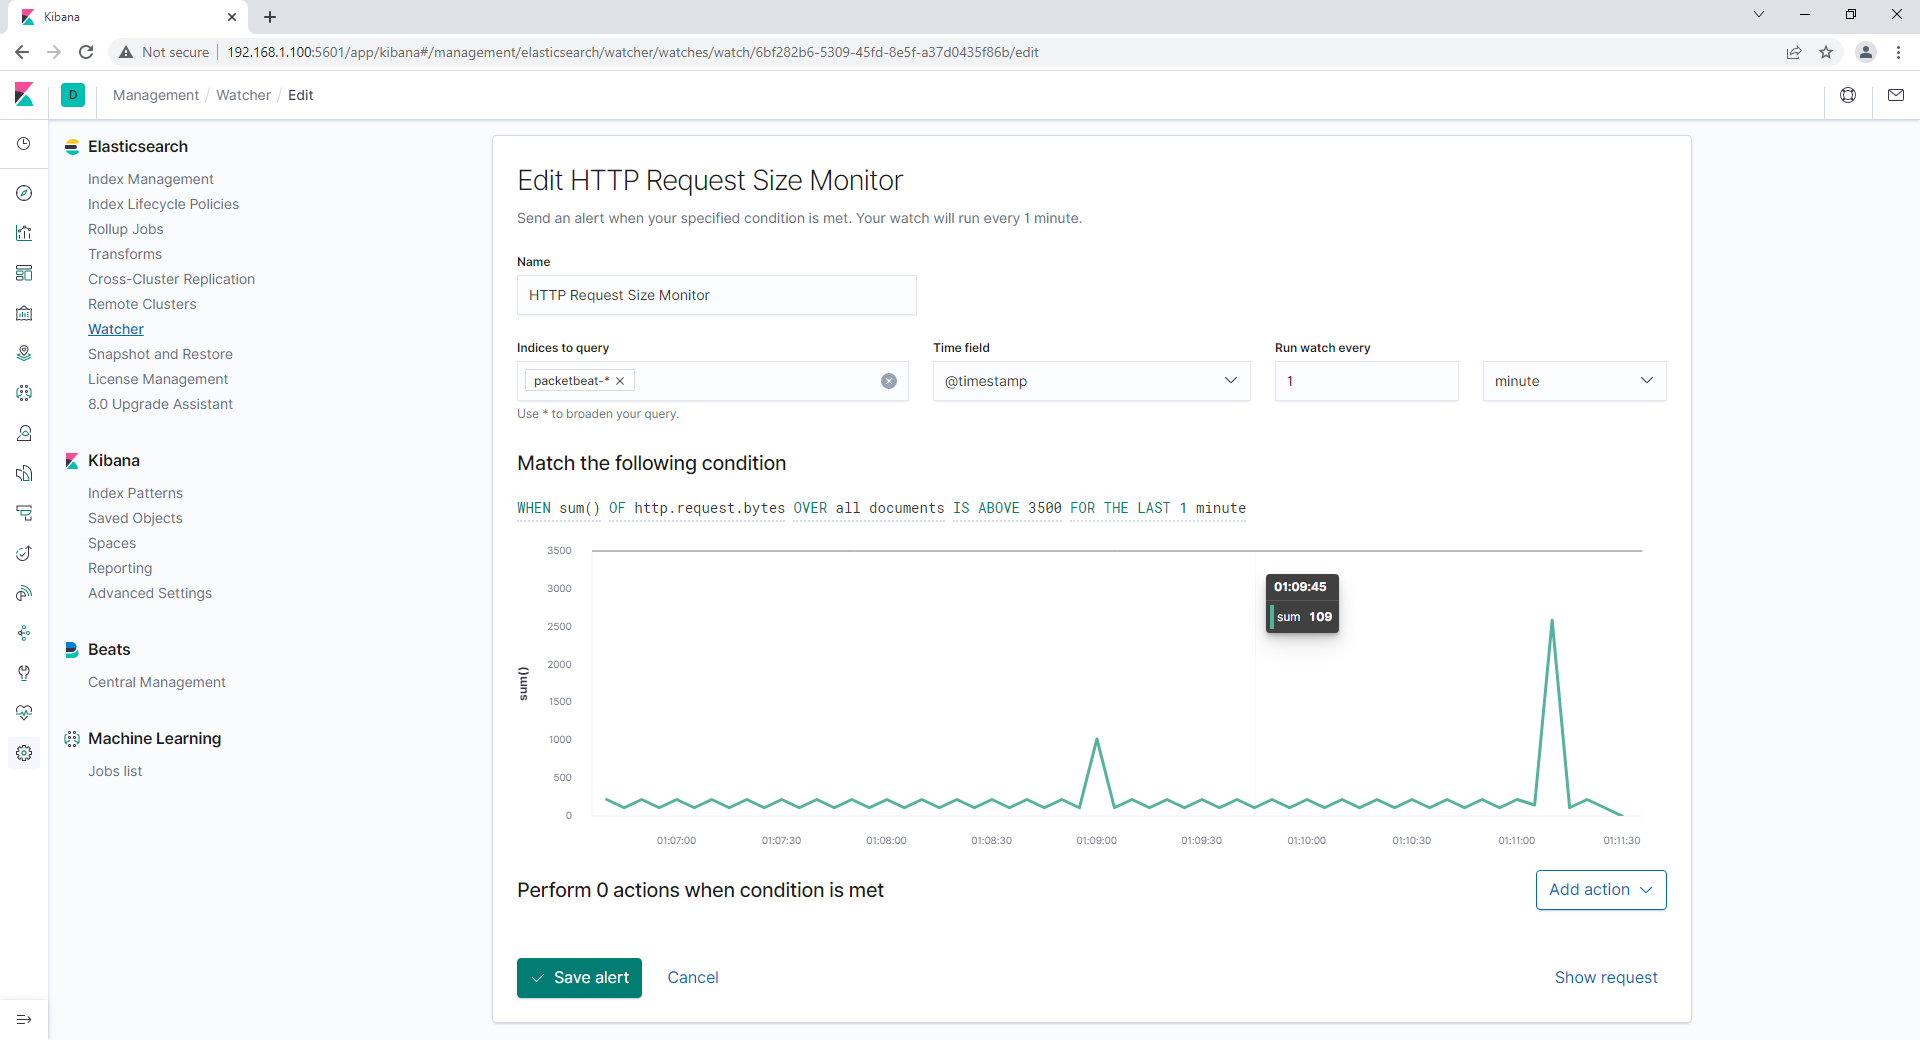 Kibana
Not secure
192.168.1.100:5601/app/kibana#/management/elasticsearch/watcher/watches/watch/6bf282b6-5309-45fd-8e5f-a37d0435f86b/edit
D
Management / Watcher / Edit
Elasticsearch
Index Management
Index Lifecycle Policies
Rollup Jobs
Transforms
Cross-Cluster Replication
Remote Clusters
Watcher
Snapshot and Restore
License Management
8.0 Upgrade Assistant
Kibana
Index Patterns
Saved Objects
Spaces
Reporting
Advanced Settings
Beats
Central Management
Machine Learning
Jobs list
Edit HTTP Request Size Monitor
Send an alert when your specified condition is met. Your watch will run every 1 minute.
Name
HTTP Request Size Monitor
Indices to query
packetbeat-*
Use * to broaden your query.
Time field
@timestamp
Run watch every
1
minute
Match the following condition
WHEN sum() OF http.request.bytes OVER all documents IS ABOVE 3500 FOR THE LAST 1 minute
sum()
3500
3000
2500
2000
1500
1000
500
0
01:09:45
sum 109
01:07:00 01:07:30 01:08:00 01:08:30 01:09:00 01:09:30 01:10:00 01:10:30 01:11:00 01:11:30
Perform 0 actions when condition is met
Add action
Save alert
Cancel
Show request